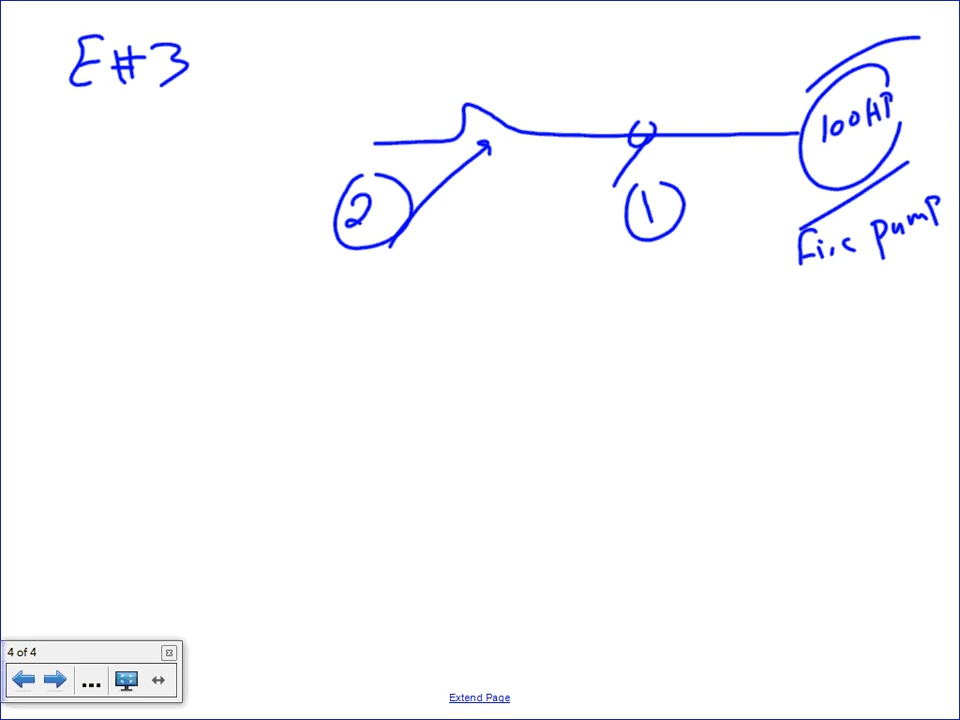 E#3
100HP
2
1
Fire pump
4 of 4
...
Extend Page